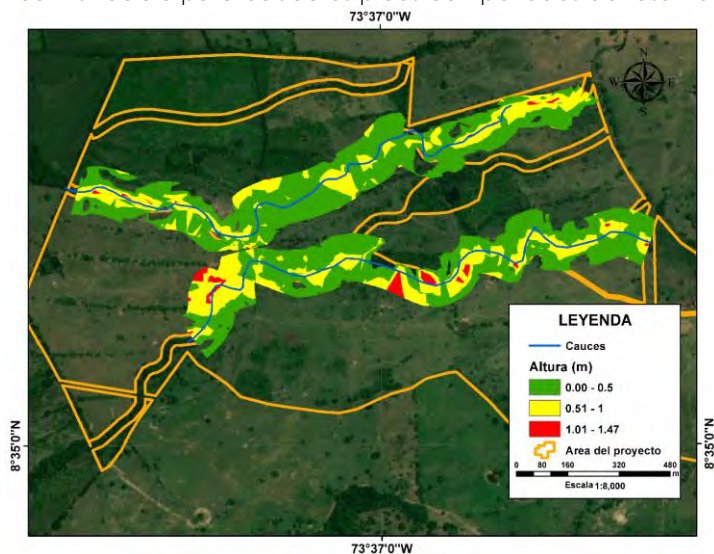 73°37'0"W
N
W E
S
LEYENDA
Cauces
Altura (m)
0.00 - 0.5
0.51 - 1
1.01 - 1.47
Area del proyecto
0 80 160 320 480
m
Escala 1:8,000
8°35'0"N
8°35'0"N
73°37'0"W